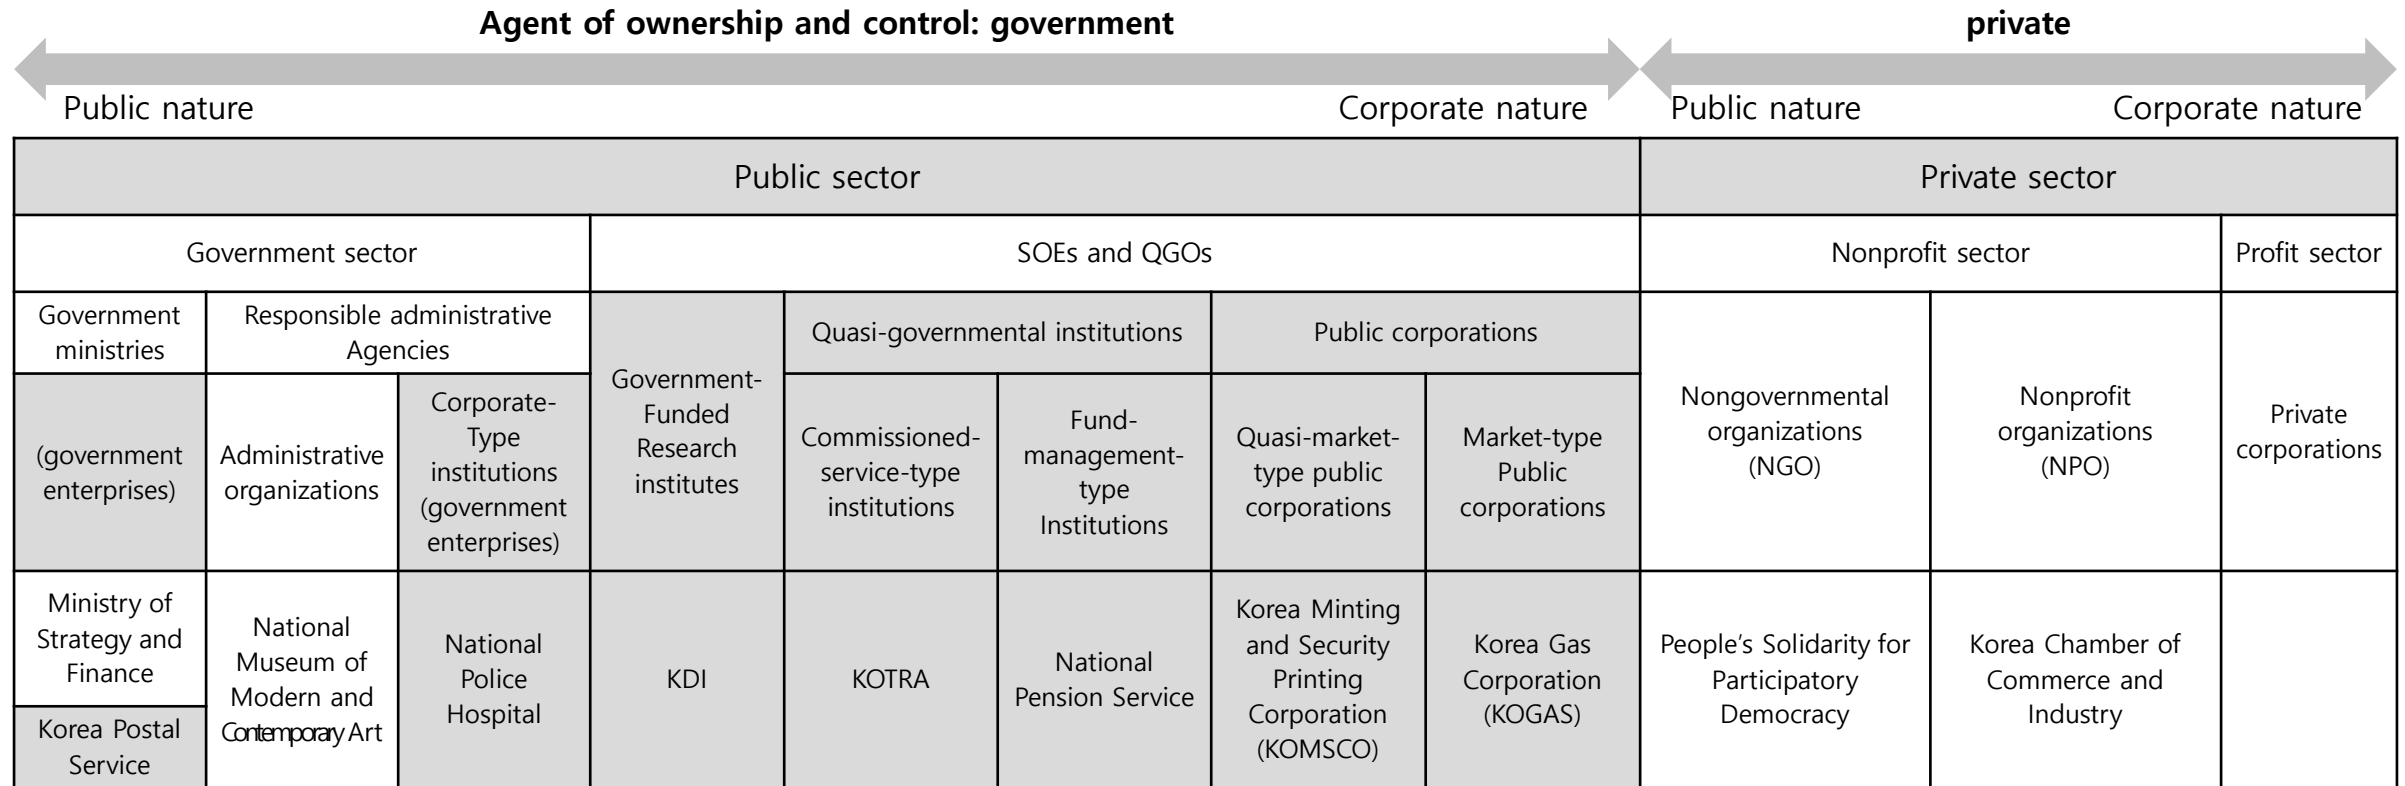 Agent of ownership and control: government
private
Public nature
Corporate nature
Public nature
Corporate nature
Public sector
Private sector
Government sector
SOEs and QGOs
Nonprofit sector
Profit sector
Government
ministries
Responsible administrative
Agencies
Government-
Funded
Research
institutes
Quasi-governmental institutions
Public corporations
(government
enterprises)
Administrative
organizations
Corporate-
Type
institutions
(government
enterprises)
Commissioned-
service-type
institutions
Fund-
management-
type
Institutions
Quasi-market-
type public
corporations
Market-type
Public
corporations
Nongovernmental
organizations
(NGO)
Nonprofit
organizations
(NPO)
Private
corporations
Ministry of
Strategy and
Finance
Korea Postal
Service
National
Museum of
Modern and
Contemporary Art
National
Police
Hospital
KDI
KOTRA
National
Pension Service
Korea Minting
and Security
Printing
Corporation
(KOMSCO)
Korea Gas
Corporation
(KOGAS)
People's Solidarity for
Participatory
Democracy
Korea Chamber of
Commerce and
Industry